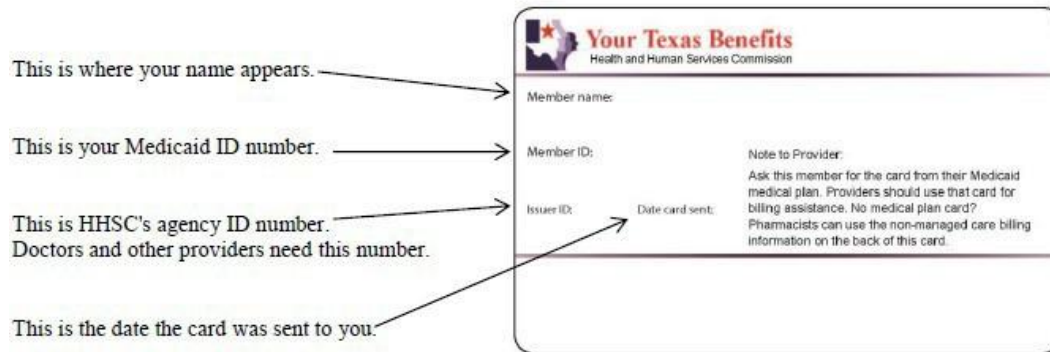 This is where your name appears.
This is your Medicaid ID number.
This is HHSC's agency ID number.
Doctors and other providers need this number.
This is the date the card was sent to you.
Your Texas Benefits
Health and Human Services Commission
Member name:
Member ID:
Note to Provider:
Ask this member for the card from their Medicaid
medical plan. Providers should use that card for
billing assistance. No medical plan card?
Pharmacists can use the non-managed care billing
information on the back of this card.
Issuer ID:
Date card sent: